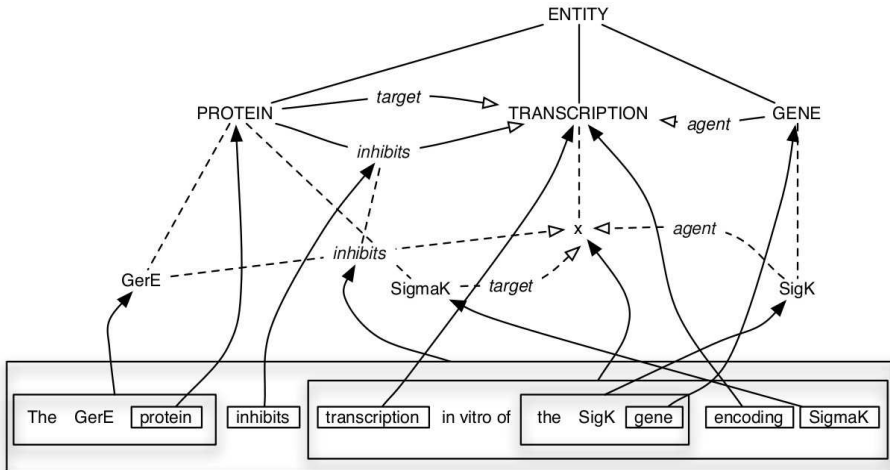 ENTITY
PROTEIN target TRANSCRIPTION agent GENE
inhibits
x agent
inhibits
GerE SigmaK target SigK
The GerE protein inhibits transcription in vitro of the SigK gene encoding SigmaK